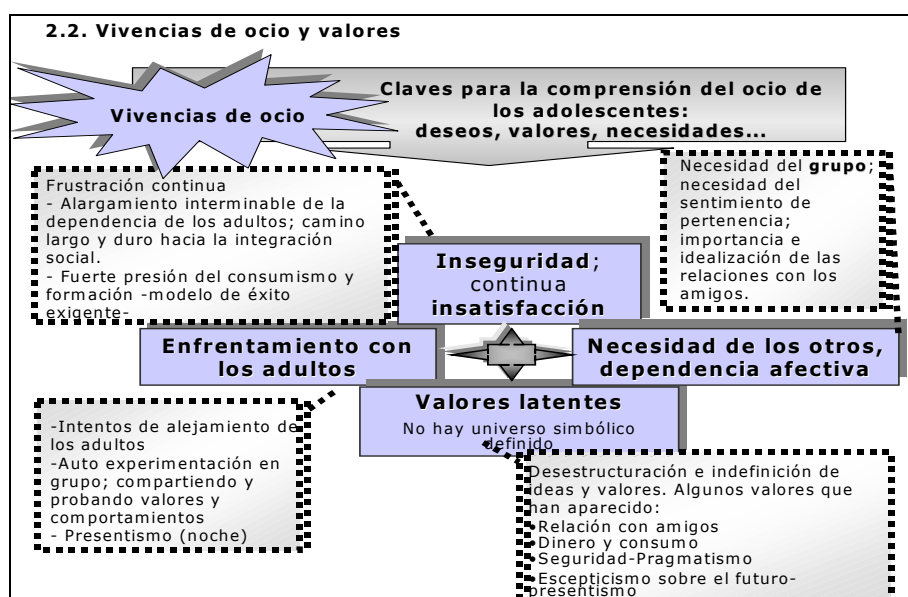 2.2. Vivencias de ocio y valores
Vivencias de ocio
Claves para la comprensión del ocio de
los adolescentes:
deseos, valores, necesidades...
Frustración continua
- Alargamiento interminable de la
dependencia de los adultos; camino
largo y duro hacia la integración
social.
- Fuerte presión del consumismo y
formación -modelo de éxito
exigente-
Necesidad del grupo;
necesidad del
sentimiento de
pertenencia;
importancia e
idealización de las
relaciones con los
amigos.
Inseguridad;
continua
insatisfacción
Enfrentamiento con
los adultos
Necesidad de los otros,
dependencia afectiva
Valores latentes
No hay universo simbólico
definido
-Intentos de alejamiento de
los adultos
-Auto experimentación en
grupo; compartiendo y
probando valores y
comportamientos
- Presentismo (noche)
Desestructuración e indefinición de
ideas y valores. Algunos valores que
han aparecido:
•Relación con amigos
•Dinero y consumo
•Seguridad-Pragmatismo
•Escepticismo sobre el futuro-
presentismo